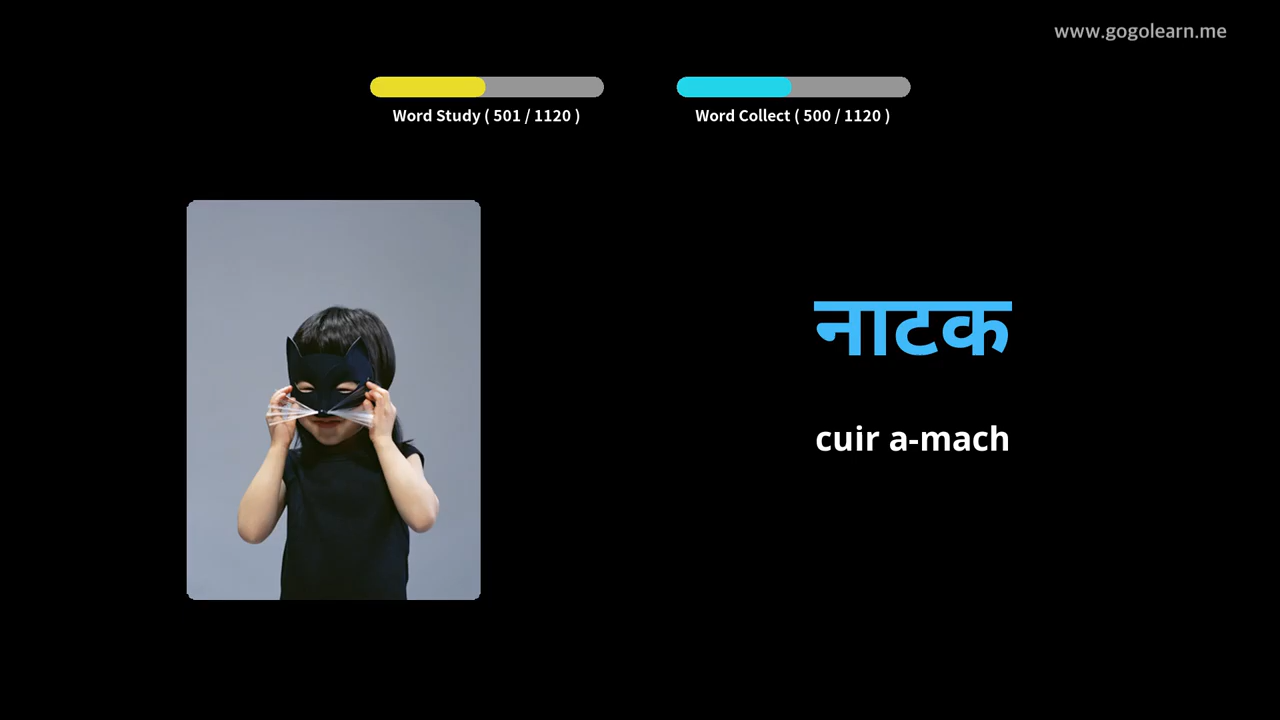 www.gogolearn.me
Word Study ( 501 / 1120 )
Word Collect ( 500 / 1120 )
नाटक
cuir a-mach